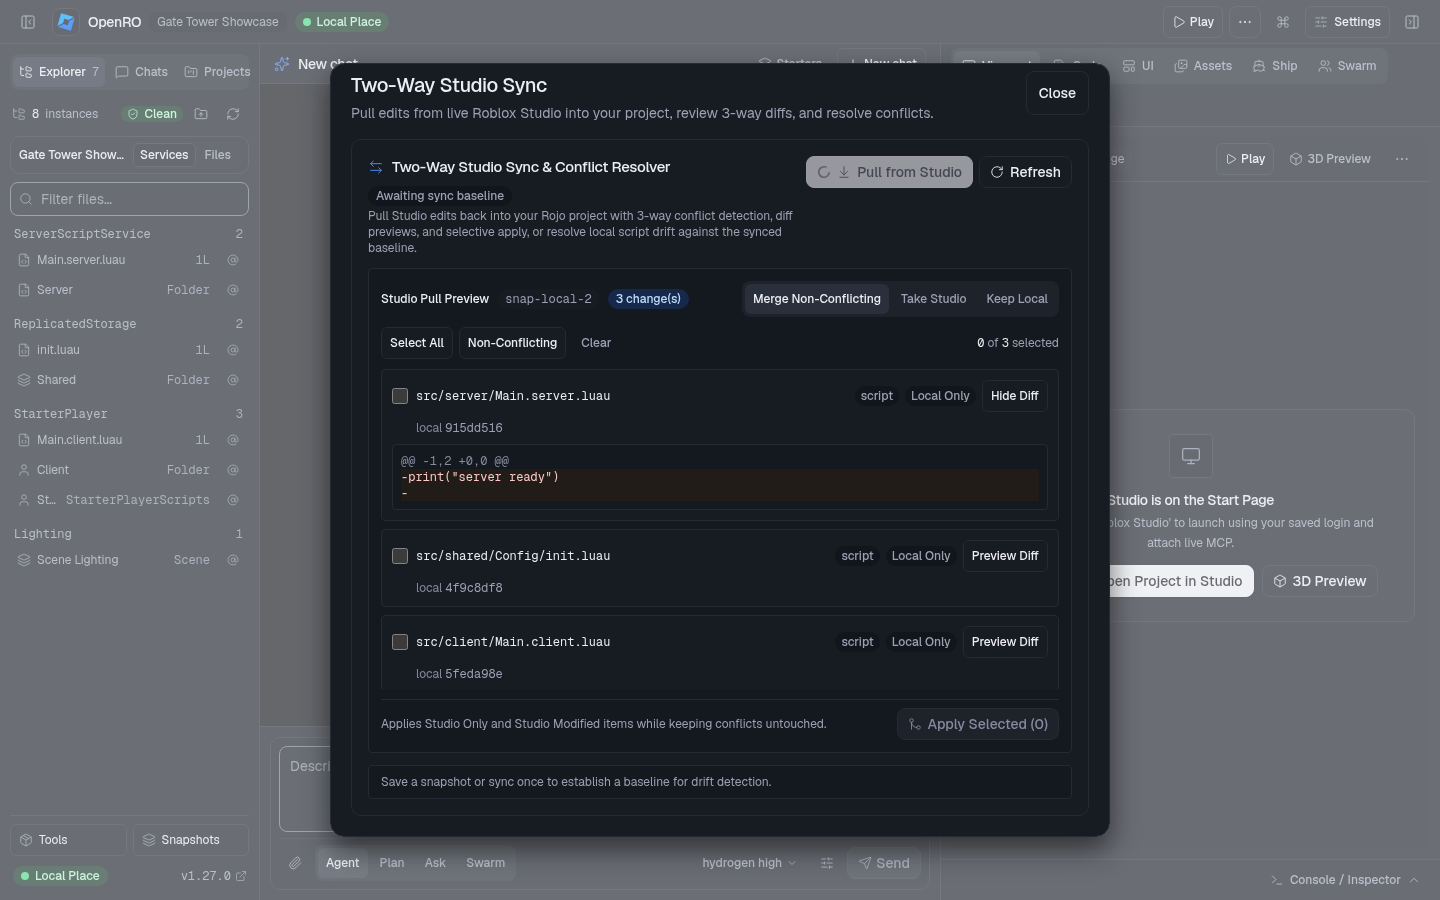 OpenRO
Gate Tower Showcase
Local Place
Play
Settings
Explorer 7
Chats
Projects
New chat
New chat
UI
Assets
Ship
Swarm
8 instances
Clean
Gate Tower Show...
Services
Files
Filter files...
ServerScriptService 2
Main.server.luau 1L
Server Folder
ReplicatedStorage 2
init.luau 1L
Shared Folder
StarterPlayer 3
Main.client.luau 1L
Client Folder
St... StarterPlayerScripts
Lighting 1
Scene Lighting Scene
Tools
Snapshots
Local Place
v1.27.0
Two-Way Studio Sync
Pull edits from live Roblox Studio into your project, review 3-way diffs, and resolve conflicts.
Close
Two-Way Studio Sync & Conflict Resolver
Awaiting sync baseline
Pull Studio edits back into your Rojo project with 3-way conflict detection, diff
previews, and selective apply, or resolve local script drift against the synced
baseline.
Pull from Studio
Refresh
Studio Pull Preview
snap-local-2
3 change(s)
Merge Non-Conflicting
Take Studio
Keep Local
Select All
Non-Conflicting
Clear
0 of 3 selected
src/server/Main.server.luau
script
Local Only
Hide Diff
local 915dd516
@@ -1,2 +0,0 @@
-print("server ready")
-
src/shared/Config/init.luau
script
Local Only
Preview Diff
local 4f9c8df8
src/client/Main.client.luau
script
Local Only
Preview Diff
local 5feda98e
Applies Studio Only and Studio Modified items while keeping conflicts untouched.
Apply Selected (0)
Save a snapshot or sync once to establish a baseline for drift detection.
Play
3D Preview
Studio is on the Start Page
blox Studio' to launch using your saved login and
attach live MCP.
pen Project in Studio
3D Preview
Descri
Agent
Plan
Ask
Swarm
hydrogen high
Send
Console / Inspector